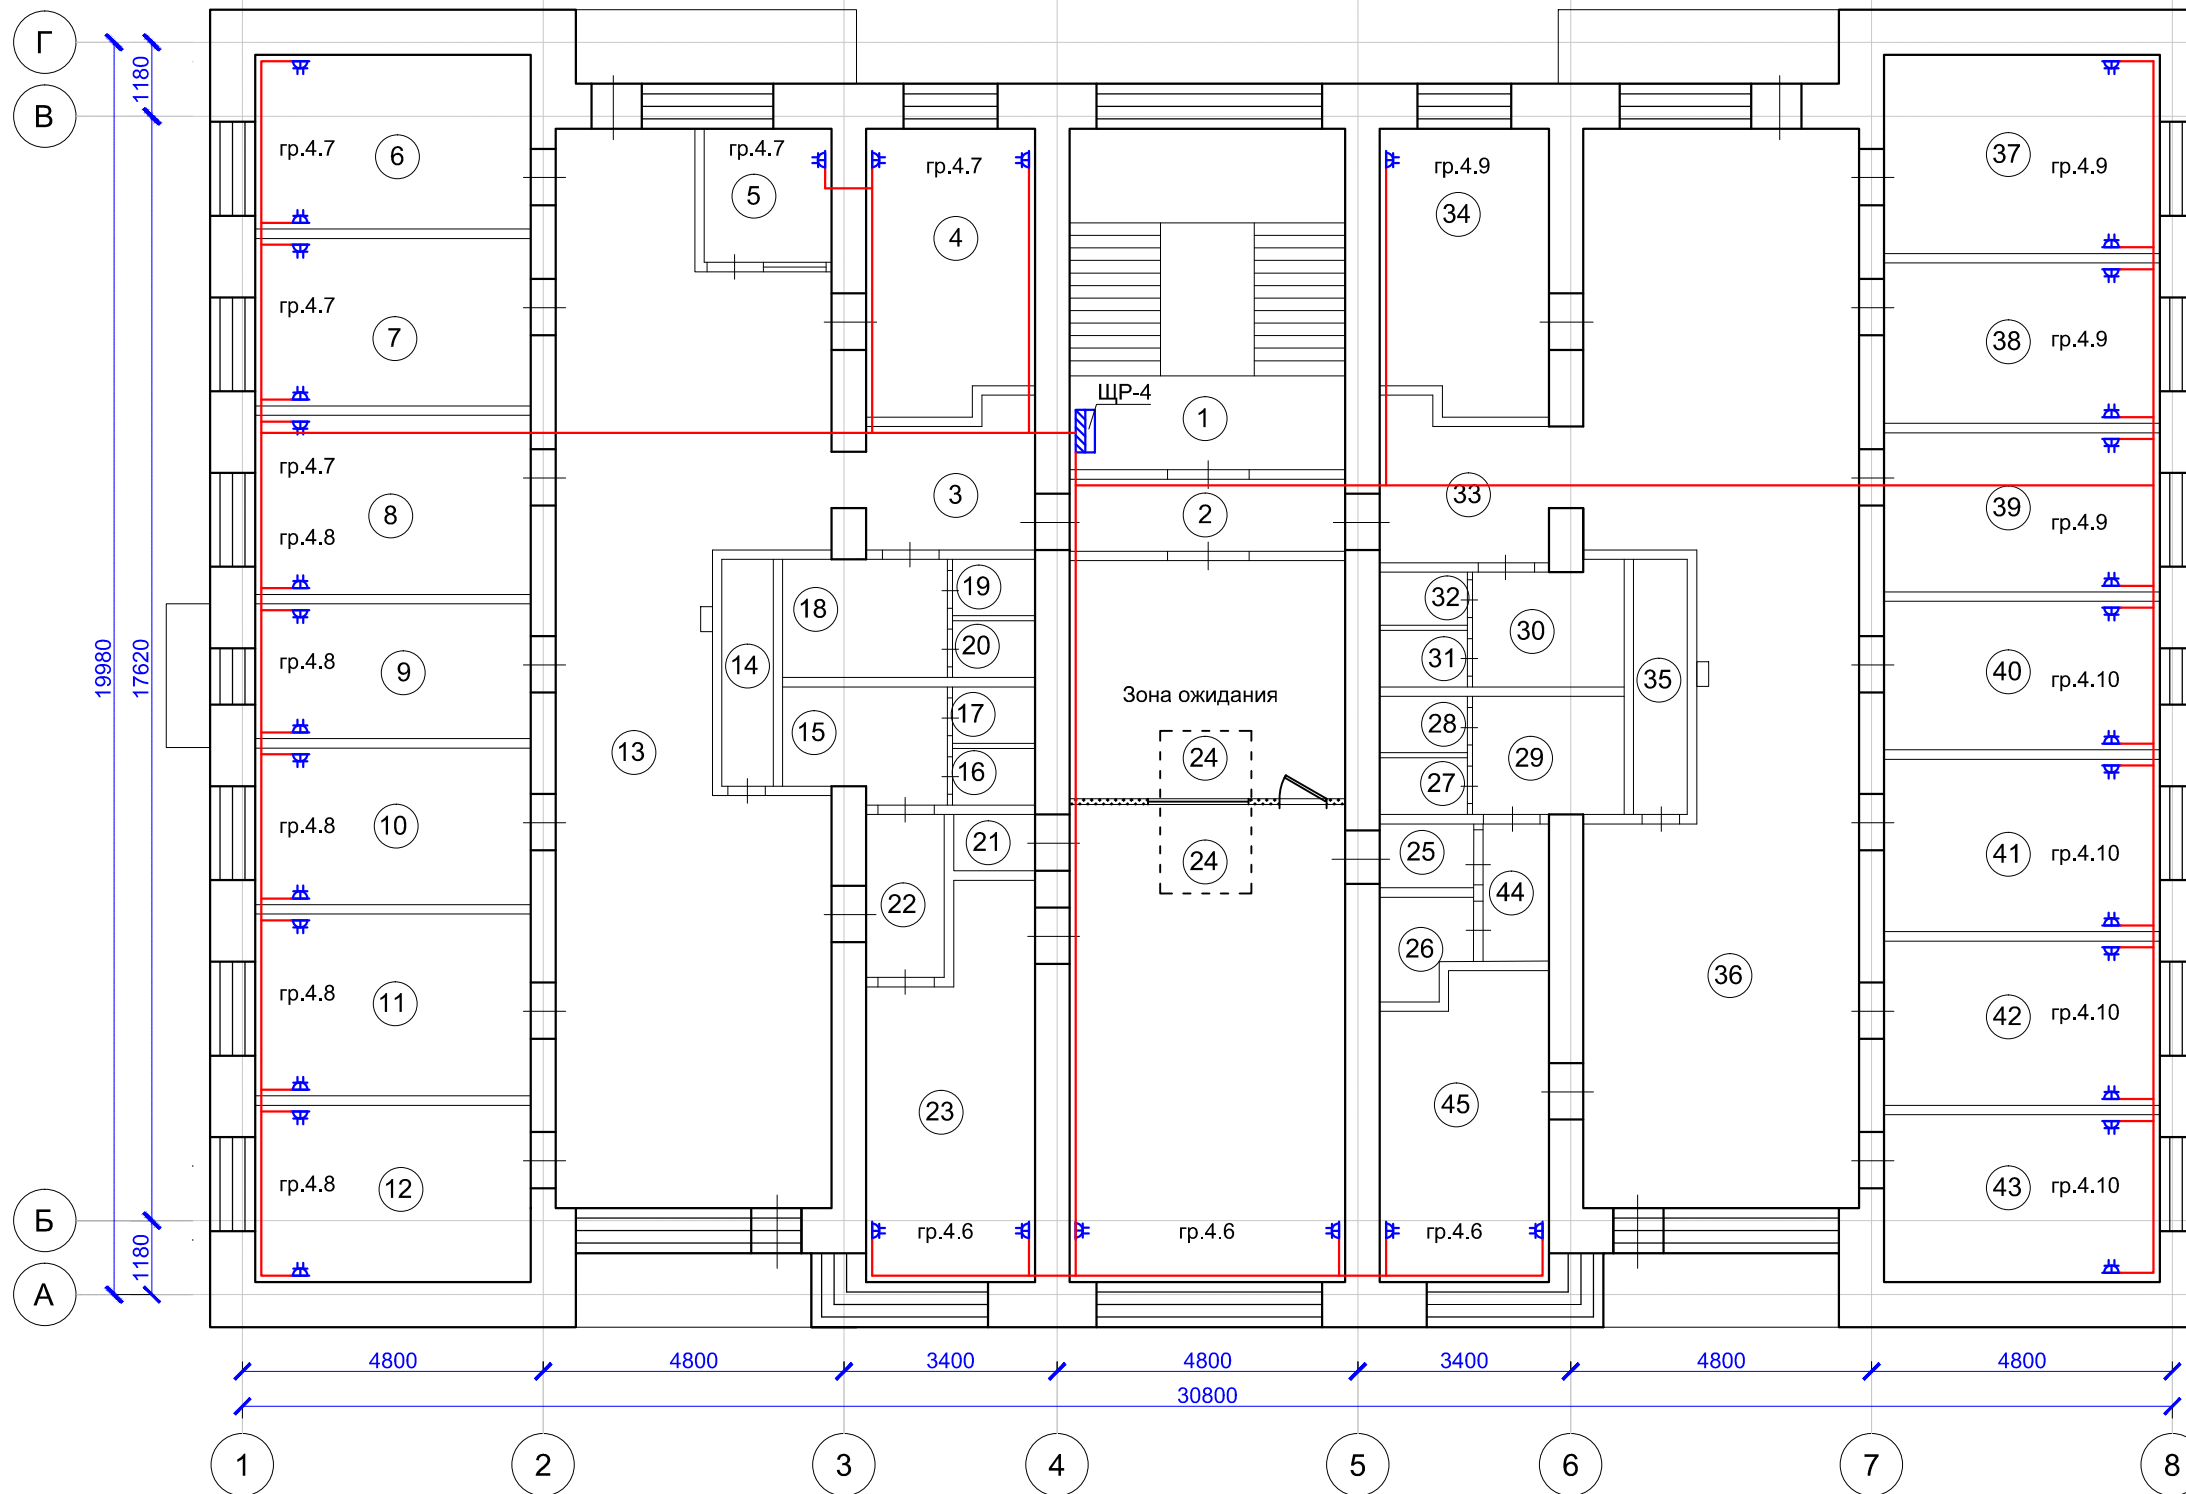 Г
1180
В
гр.4.7
6
гр.4.7
5
гр.4.7
4
гр.4.9
34
37
гр.4.9
гр.4.7
7
38
гр.4.9
ЩР-4
1
гр.4.7
8
гр.4.8
3
2
33
39
гр.4.9
19980
17620
гр.4.8
9
14
18
19
20
13
15
17
16
Зона ожидания
24
24
32
31
30
35
28
29
27
40
гр.4.10
гр.4.8
10
21
22
25
44
26
41
гр.4.10
гр.4.8
11
36
42
гр.4.10
23
45
гр.4.8
12
43
гр.4.10
гр.4.6
гр.4.6
гр.4.6
Б
1180
А
4800
4800
3400
4800
3400
4800
4800
30800
1
2
3
4
5
6
7
8